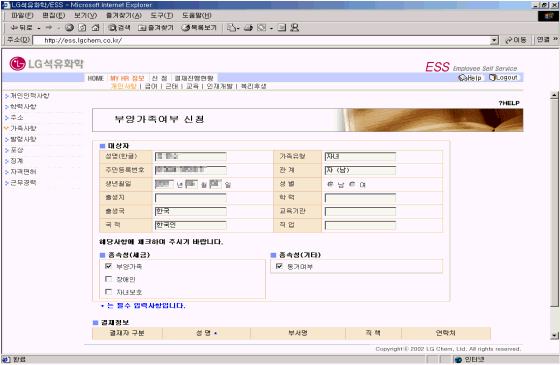 LG석유화학/ESS - Microsoft Internet Explorer
파일(F) 편집(E) 보기(V) 즐겨찾기(A) 도구(T) 도움말(H)
뒤로 검색 즐겨찾기 목록보기
주소(D) http://ess.lgchem.co.kr/ 이동 연결 »
LG석유화학
ESS Employee Self Service
HOME MY HR 정보 신 청 결재진행현황 Help Logout
개인사항 | 급여 | 근태 | 교육 | 인재개발 | 복리후생
개인인적사항
학력사항
주소
가족사항
발령사항
포상
징계
자격면허
근무경력
?HELP
부양가족여부 신청
대상자
성명(한글) 가족유형 자녀
주민등록번호 관 계 자 (남)
생년월일 년 월 일 성 별 남 여
출생지 학 력
출생국 한국 교육기관
국 적 한국인 직 업
해당사항에 체크하며 주시기 바랍니다.
종속성(세금) 종속성(기타)
부양가족 동거여부
장애인
자녀보호
• 는 필수 입력사항입니다.
결재정보
결재자 구분 성 명 부서명 직 책 연락처
Copyright© 2002 LG Chem, Ltd. All rights reserved.
완료 인터넷